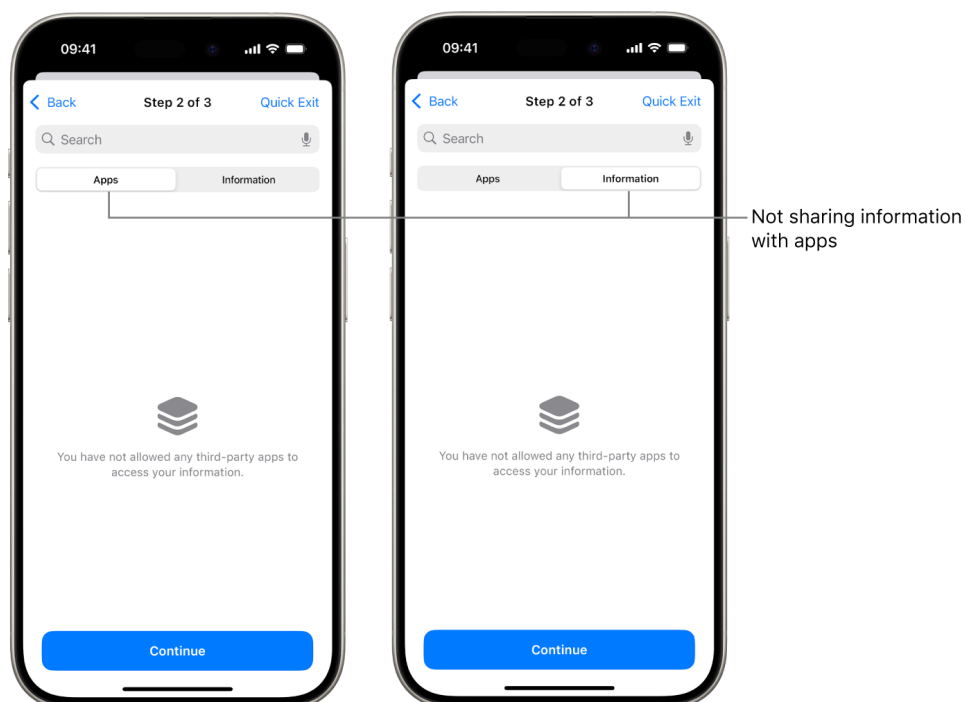 09:41
Back
Step 2 of 3
Quick Exit
Search
Apps
Information
You have not allowed any third-party apps to
access your information.
Continue
09:41
Back
Step 2 of 3
Quick Exit
Search
Apps
Information
You have not allowed any third-party apps to
access your information.
Continue
Not sharing information
with apps